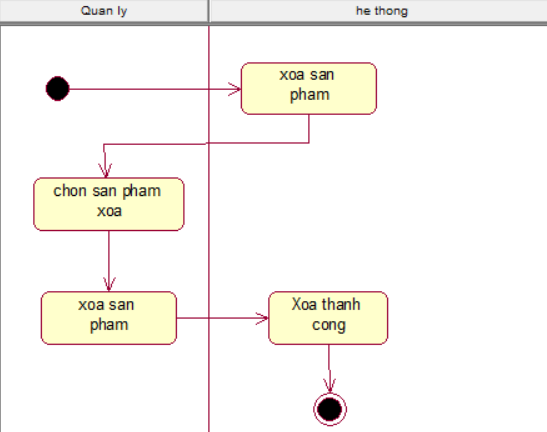 Quan ly
he thong
xoa san
pham
chon san pham
xoa
xoa san
pham
Xoa thanh
cong